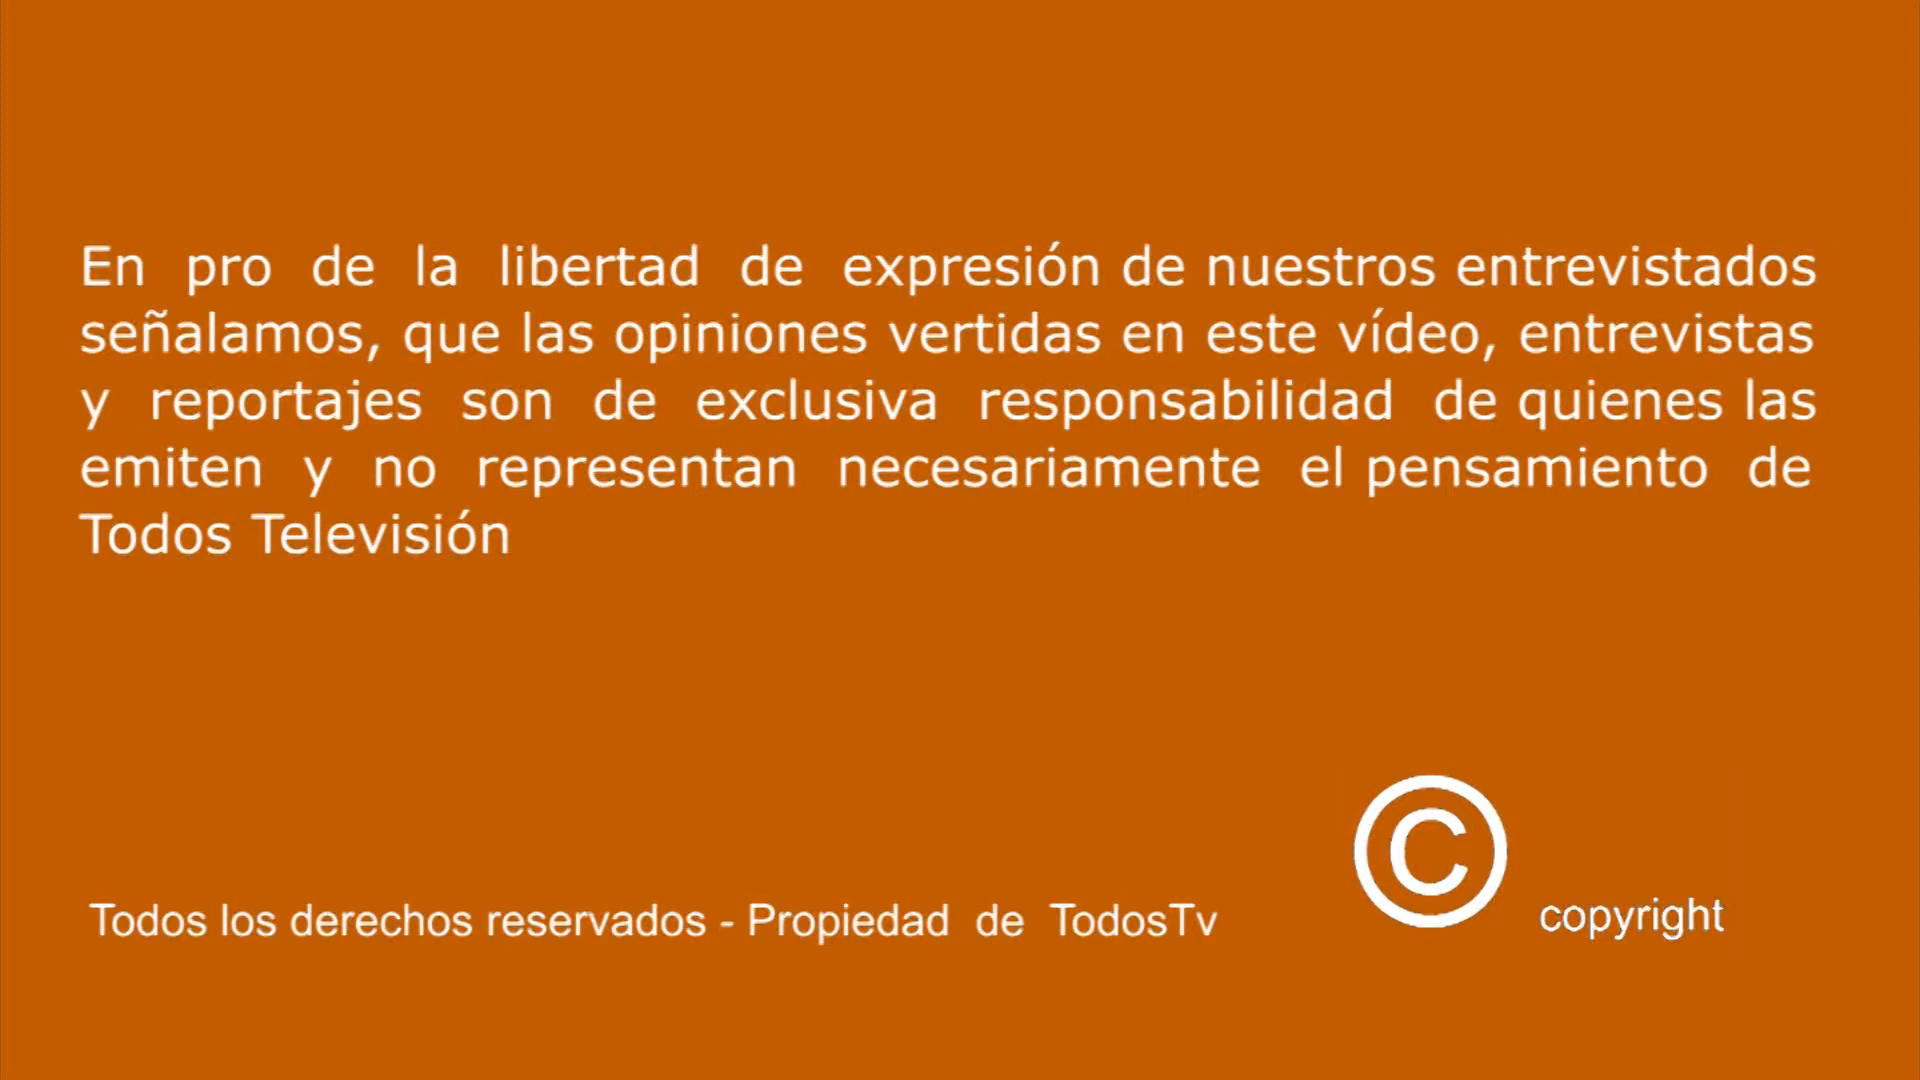 En pro de la libertad de expresión de nuestros entrevistados
señalamos, que las opiniones vertidas en este vídeo, entrevistas
y reportajes son de exclusiva responsabilidad de quienes las
emiten y no representan necesariamente el pensamiento de
Todos Televisión
©
Todos los derechos reservados - Propiedad de TodosTv copyright